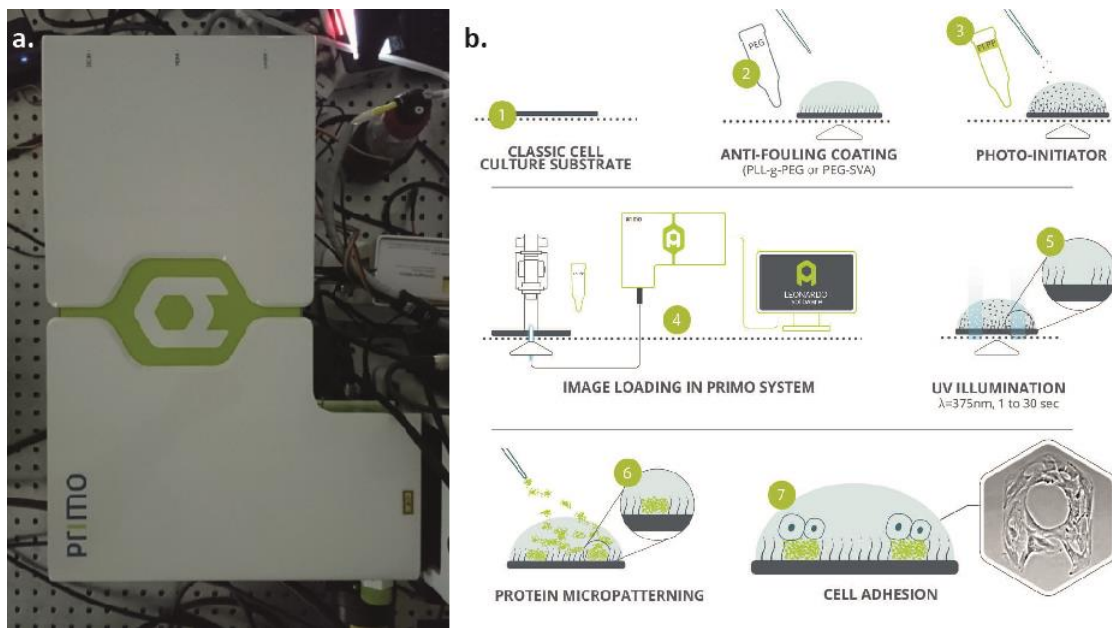 a.
primo
b.
1
CLASSIC CELL
CULTURE SUBSTRATE
PEG
2
ANTI-FOULING COATING
(PLL-g-PEG or PEG-SVA)
3
PHOTO-INITIATOR
4
LEONARDO
software
IMAGE LOADING IN PRIMO SYSTEM
5
UV ILLUMINATION
λ=375nm, 1 to 30 sec
6
PROTEIN MICROPATTERNING
7
CELL ADHESION